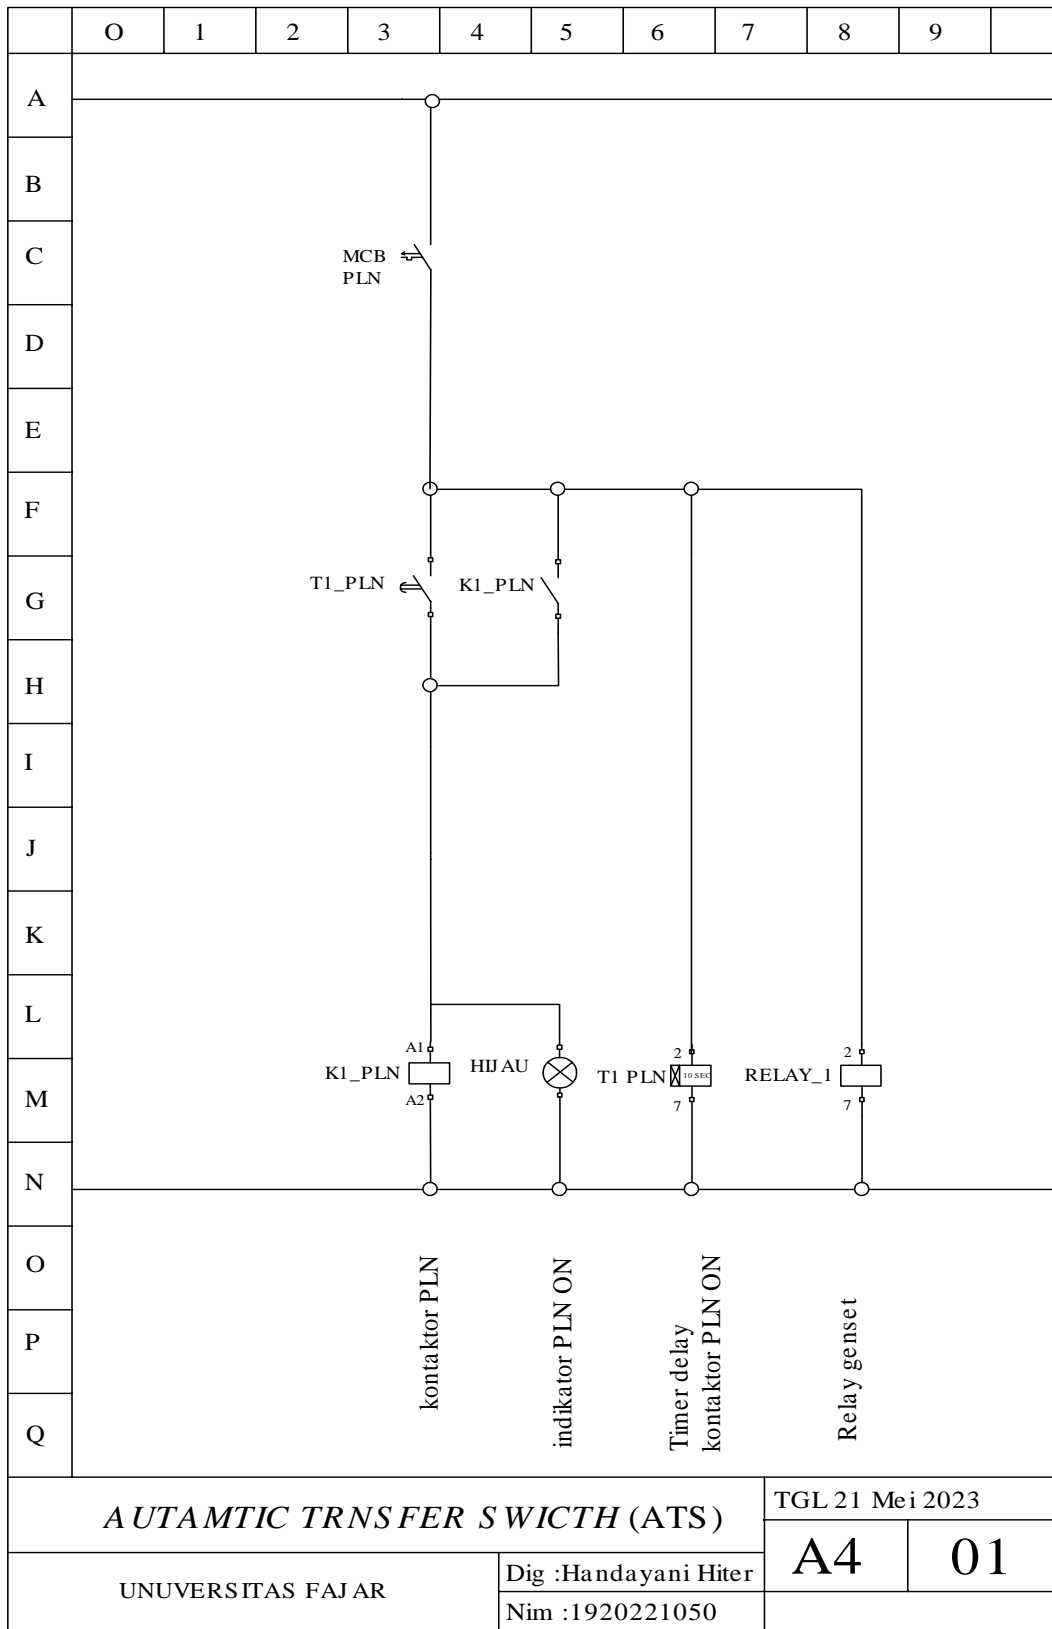 O 1 2 3 4 5 6 7 8 9
A
B
C
D
E
F
G
H
I
J
K
L
M
N
O
P
Q
MCB
PLN
T1_PLN
K1_PLN
A1
K1_PLN
A2
HIJAU
2
T1 PLN
10 SEC
7
2
RELAY_1
7
kontaktor PLN
indikator PLN ON
Timer delay
kontaktor PLN ON
Relay genset
AUTAMTIC TRNSFER SWICTH (ATS)
TGL 21 Mei 2023
A4
01
UNUVERSITAS FAJAR
Dig :Handayani Hiter
Nim :1920221050